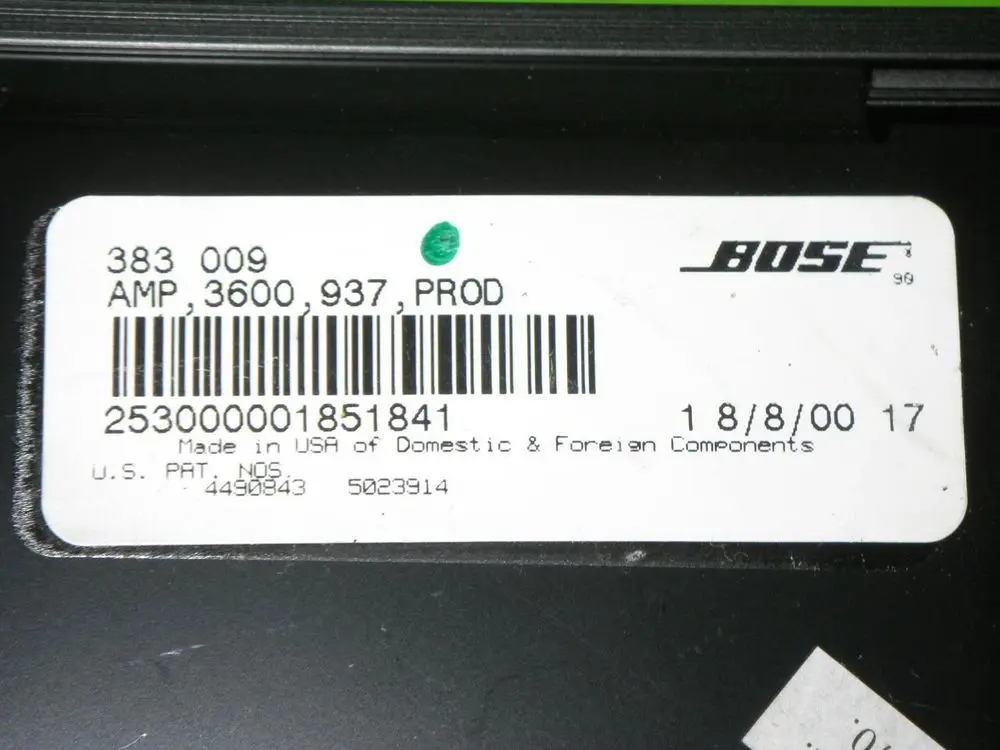 383 009
BOSE
90
AMP,3600,937,PROD
253000001851841
1 8/8/00 17
Made in USA of Domestic & Foreign Components
U.S. PAT. NOS.
4490843 5023914